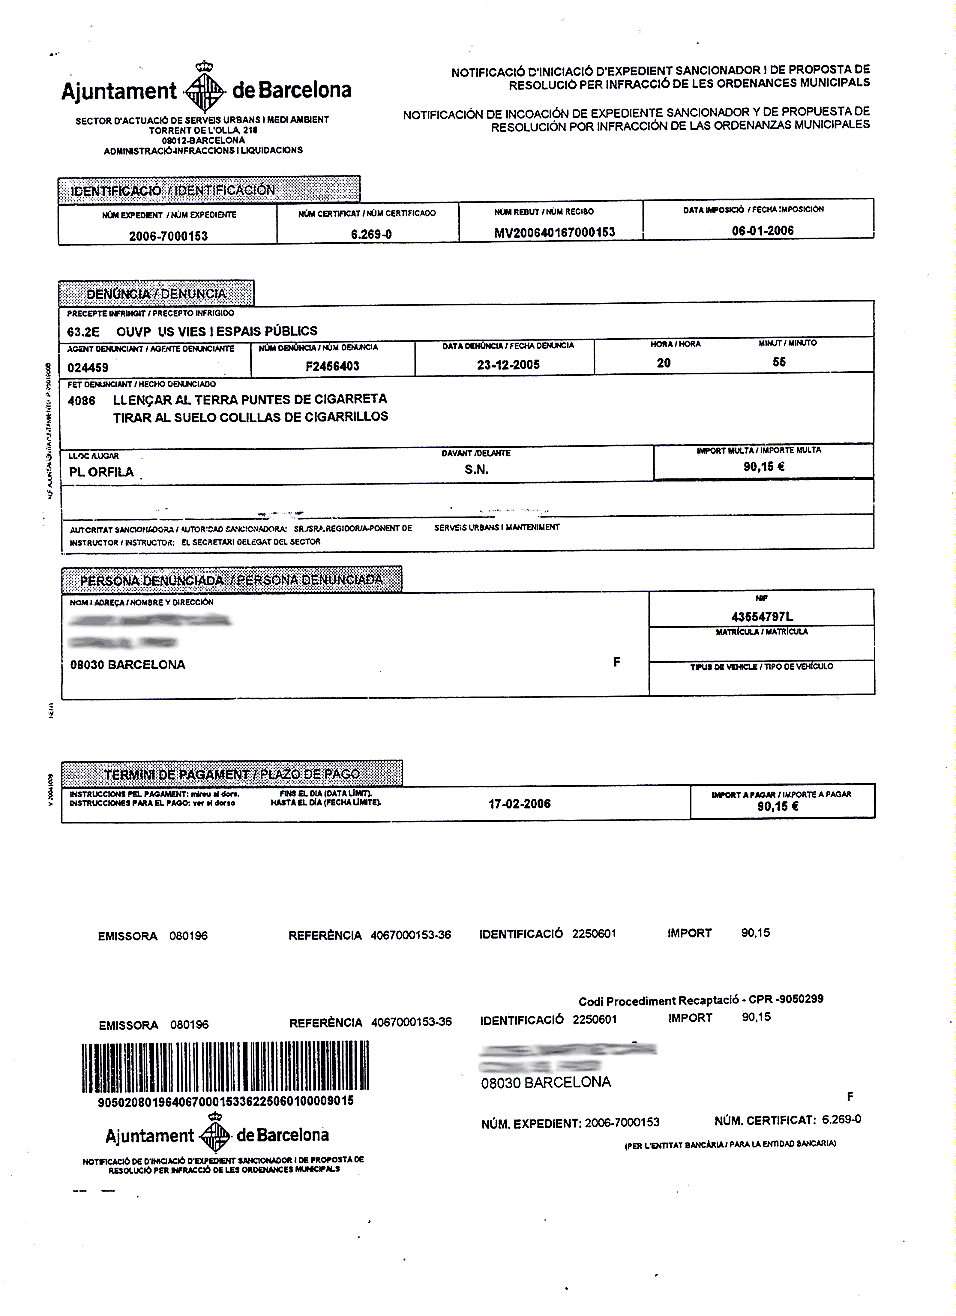 Ajuntament de Barcelona
SECTOR D'ACTUACIÓ DE SERVEIS URBANS I MEDI AMBIENT
TORRENT DE L'OLLA, 218
08012-BARCELONA
ADMINISTRACIÓ-INFRACCIONS I LIQUIDACIONS
NOTIFICACIÓ D'INICIACIÓ D'EXPEDIENT SANCIONADOR I DE PROPOSTA DE
RESOLUCIÓ PER INFRACCIÓ DE LES ORDENANCES MUNICIPALS
NOTIFICACIÓN DE INCOACIÓN DE EXPEDIENTE SANCIONADOR Y DE PROPUESTA DE
RESOLUCIÓN POR INFRACCIÓN DE LAS ORDENANZAS MUNICIPALES
IDENTIFICACIÓ / IDENTIFICACIÓN
NÚM EXPEDIENT / NÚM EXPEDIENTE NÚM CERTIFICAT / NÚM CERTIFICADO NÚM REBUT / NÚM RECIBO DATA IMPOSICIÓ / FECHA IMPOSICIÓN
2006-7000153 6.269-0 MV200640167000153 06-01-2006
DENÚNCIA / DENUNCIA
PRECEPTE INFRINGIT / PRECEPTO INFRIGIDO
63.2E OUVP US VIES I ESPAIS PÚBLICS
AGENT DENUNCIANT / AGENTE DENUNCIANTE NÚM DENÚNCIA / NÚM DENUNCIA DATA DENÚNCIA / FECHA DENUNCIA HORA / HORA MINUT / MINUTO
024459 F2456403 23-12-2005 20 55
FET DENUNCIANT / HECHO DENUNCIADO
4086 LLENÇAR AL TERRA PUNTES DE CIGARRETA
TIRAR AL SUELO COLILLAS DE CIGARRILLOS
LLOC /LUGAR DAVANT /DELANTE IMPORT MULTA / IMPORTE MULTA
PL ORFILA S.N. 90,15 €
AUTORITAT SANCIONADORA / AUTORIDAD SANCIONADORA: SR./SRA.REGIDOR/A-PONENT DE SERVEIS URBANS I MANTENIMENT
INSTRUCTOR / INSTRUCTOR: EL SECRETARI DELEGAT DEL SECTOR
PERSONA DENUNCIADA / PERSONA DENUNCIADA
NOM I ADREÇA / NOMBRE Y DIRECCIÓN NIF
43554797L
MATRÍCULA / MATRÍCULA
08030 BARCELONA F
TIPUS DE VEHICLE / TIPO DE VEHÍCULO
TERMINI DE PAGAMENT / PLAZO DE PAGO
INSTRUCCIONS PEL PAGAMENT: mireu al dors. FINS EL DIA (DATA LÍMIT). IMPORT A PAGAR / IMPORTE A PAGAR
INSTRUCCIONES PARA EL PAGO: ver al dorso HASTA EL DÍA (FECHA LÍMITE). 17-02-2006 90,15 €
EMISSORA 080196 REFERÈNCIA 4067000153-36 IDENTIFICACIÓ 2250601 IMPORT 90,15
Codi Procediment Recaptació - CPR -9050299
EMISSORA 080196 REFERÈNCIA 4067000153-36 IDENTIFICACIÓ 2250601 IMPORT 90,15
08030 BARCELONA
F
90502080196406700015336225060100009015
NÚM. EXPEDIENT: 2006-7000153 NÚM. CERTIFICAT: 6.269-0
Ajuntament de Barcelona
(PER L'ENTITAT BANCÀRIA / PARA LA ENTIDAD BANCARIA)
NOTIFICACIÓ DE D'INICIACIÓ D'EXPEDIENT SANCIONADOR I DE PROPOSTA DE
RESOLUCIÓ PER INFRACCIÓ DE LES ORDENANCES MUNICIPALS